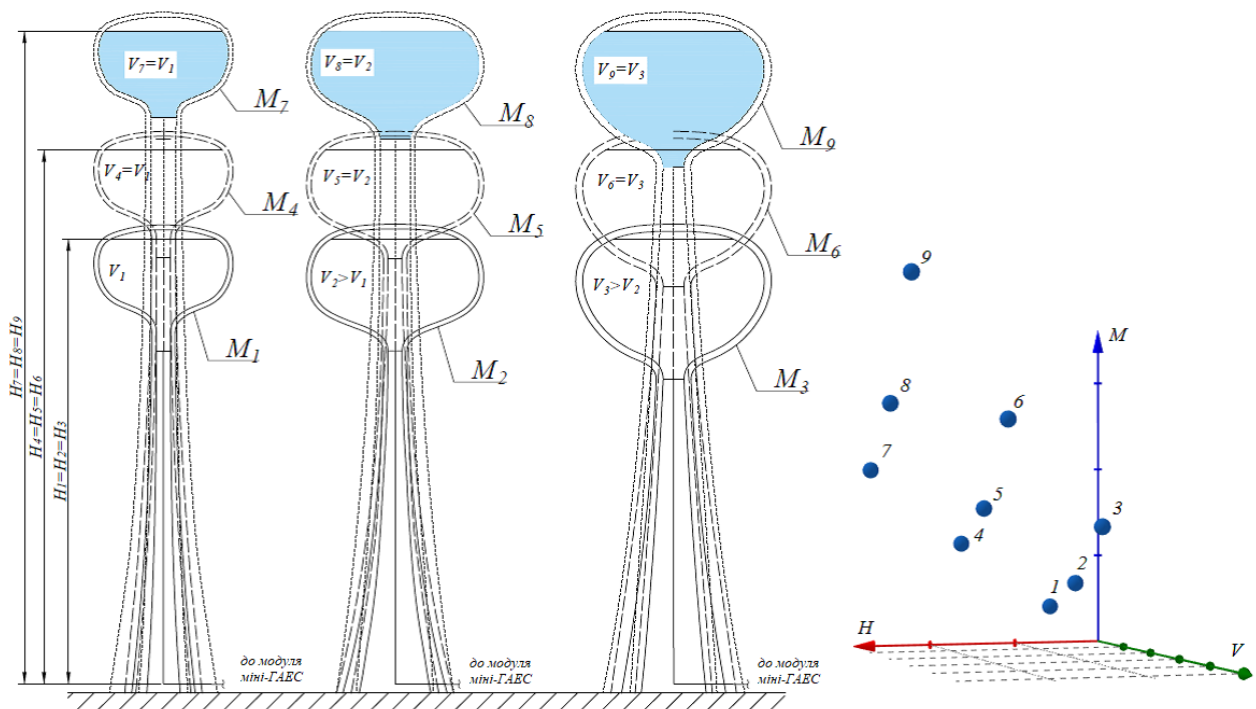 V₇=V₁
V₈=V₂
V₉=V₃
M₇
M₈
M₉
V₄=V₁
V₅=V₂
V₆=V₃
M₄
M₅
M₆
V₁
V₂>V₁
V₃>V₂
M₁
M₂
M₃
H₇=H₈=H₉
H₄=H₅=H₆
H₁=H₂=H₃
до модуля
міні-ГАЕС
до модуля
міні-ГАЕС
до модуля
міні-ГАЕС
9
M
8
6
7
5
3
4
2
1
H
V